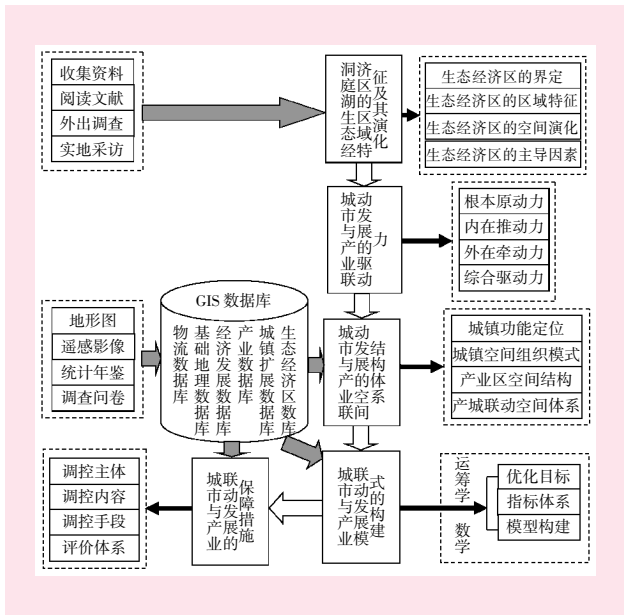 收集资料
阅读文献
外出调查
实地采访
洞庭湖生态经
济区的区域特
征及其演化
生态经济区的界定
生态经济区的区域特征
生态经济区的空间演化
生态经济区的主导因素
城市与产业联
动发展的驱动
力
根本原动力
内在推动力
外在牵动力
综合驱动力
地形图
遥感影像
统计年鉴
调查问卷
GIS 数据库
物流数据库
基础地理数据库
经济发展数据库
产业数据库
城镇扩展数据库
生态经济区数库
城市与产业联
动发展的空间
结构体系
城镇功能定位
城镇空间组织模式
产业区空间结构
产城联动空间体系
调控主体
调控内容
调控手段
评价体系
城市与产业
联动发展的
保障措施
城市与产业
联动发展模
式的构建
运筹学
数学
优化目标
指标体系
模型构建